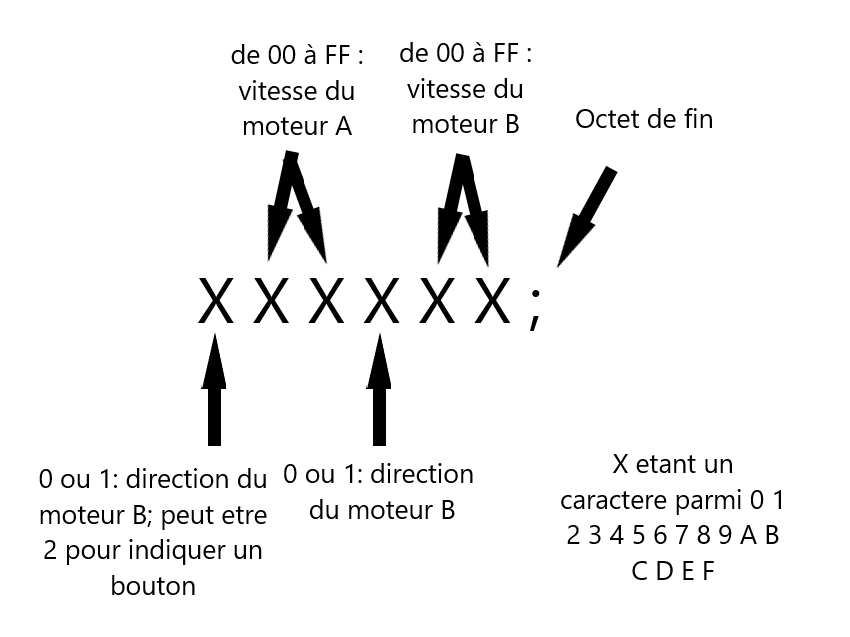 de 00 à FF :
vitesse du
moteur A
de 00 à FF :
vitesse du
moteur B
Octet de fin
X X X X X X ;
0 ou 1: direction du
moteur B; peut etre
2 pour indiquer un
bouton
0 ou 1: direction
du moteur B
X etant un
caractere parmi 0 1
2 3 4 5 6 7 8 9 A B
C D E F